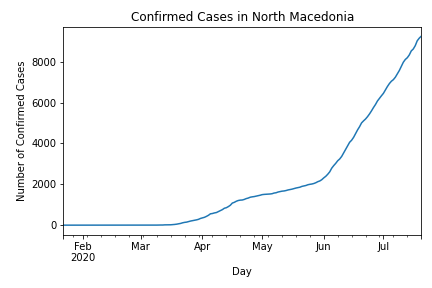 Confirmed Cases in North Macedonia
Number of Confirmed Cases
8000
6000
4000
2000
0
Feb Mar Apr May Jun Jul
2020
Day